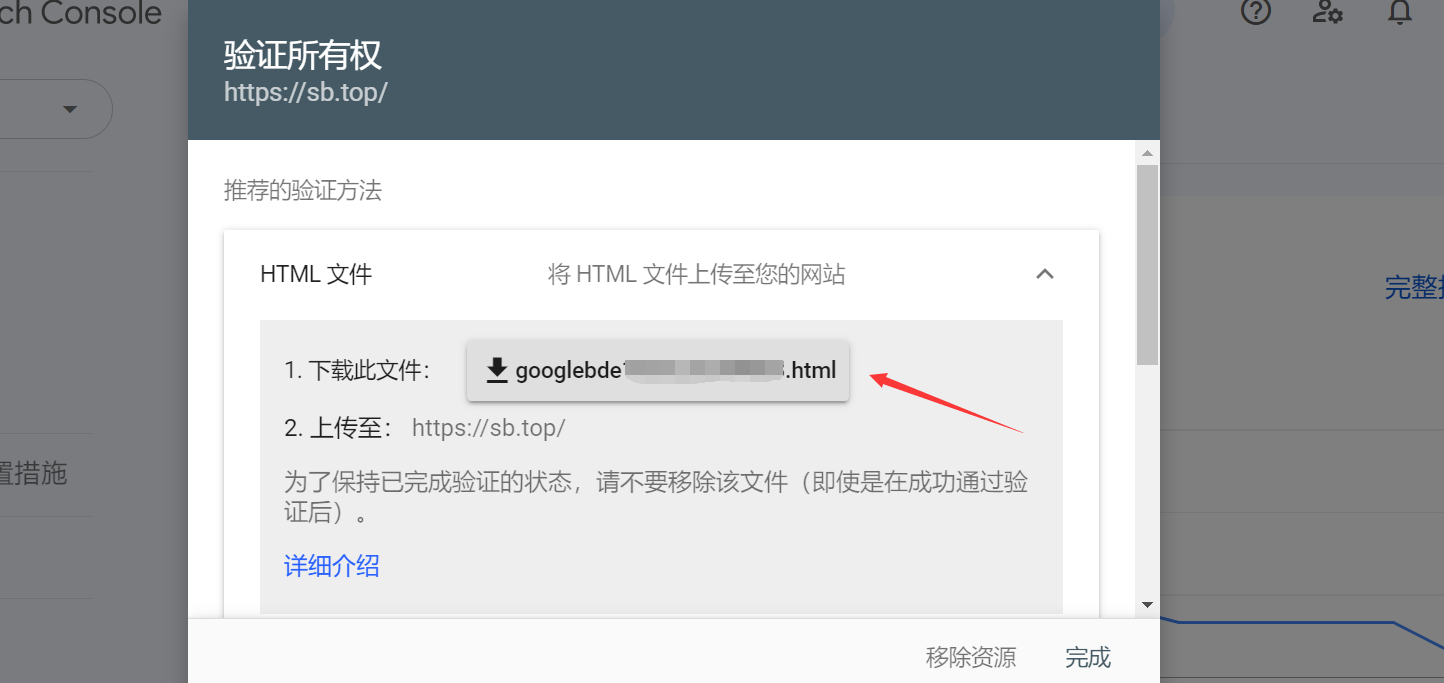 ch Console
验证所有权
https://sb.top/
推荐的验证方法
HTML 文件
将 HTML 文件上传至您的网站
1. 下载此文件：
googlebde
.html
2. 上传至： https://sb.top/
为了保持已完成验证的状态，请不要移除该文件（即使是在成功通过验
证后）。
详细介绍
移除资源
完成
置措施
完整